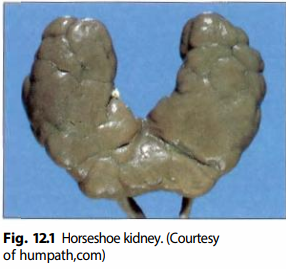 Fig. 12.1 Horseshoe kidney. (Courtesy
of humpath,com)